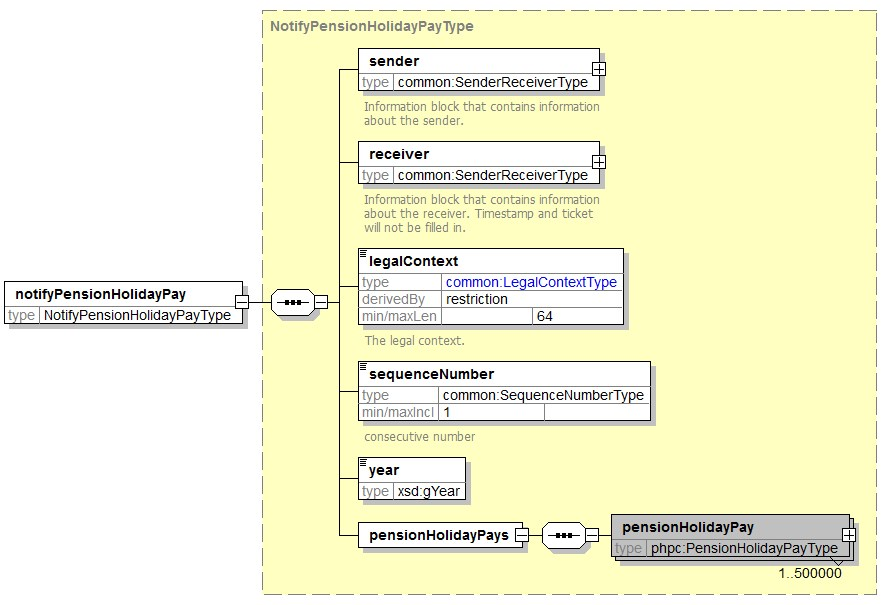 NotifyPensionHolidayPayType
sender
type common:SenderReceiverType
Information block that contains information
about the sender.
receiver
type common:SenderReceiverType
Information block that contains information
about the receiver. Timestamp and ticket
will not be filled in.
legalContext
type common:LegalContextType
derivedBy restriction
min/maxLen 64
The legal context.
notifyPensionHolidayPay
type NotifyPensionHolidayPayType
sequenceNumber
type common:SequenceNumberType
min/maxIncl 1
consecutive number
year
type xsd:gYear
pensionHolidayPays
pensionHolidayPay
type phpc:PensionHolidayPayType
1..500000